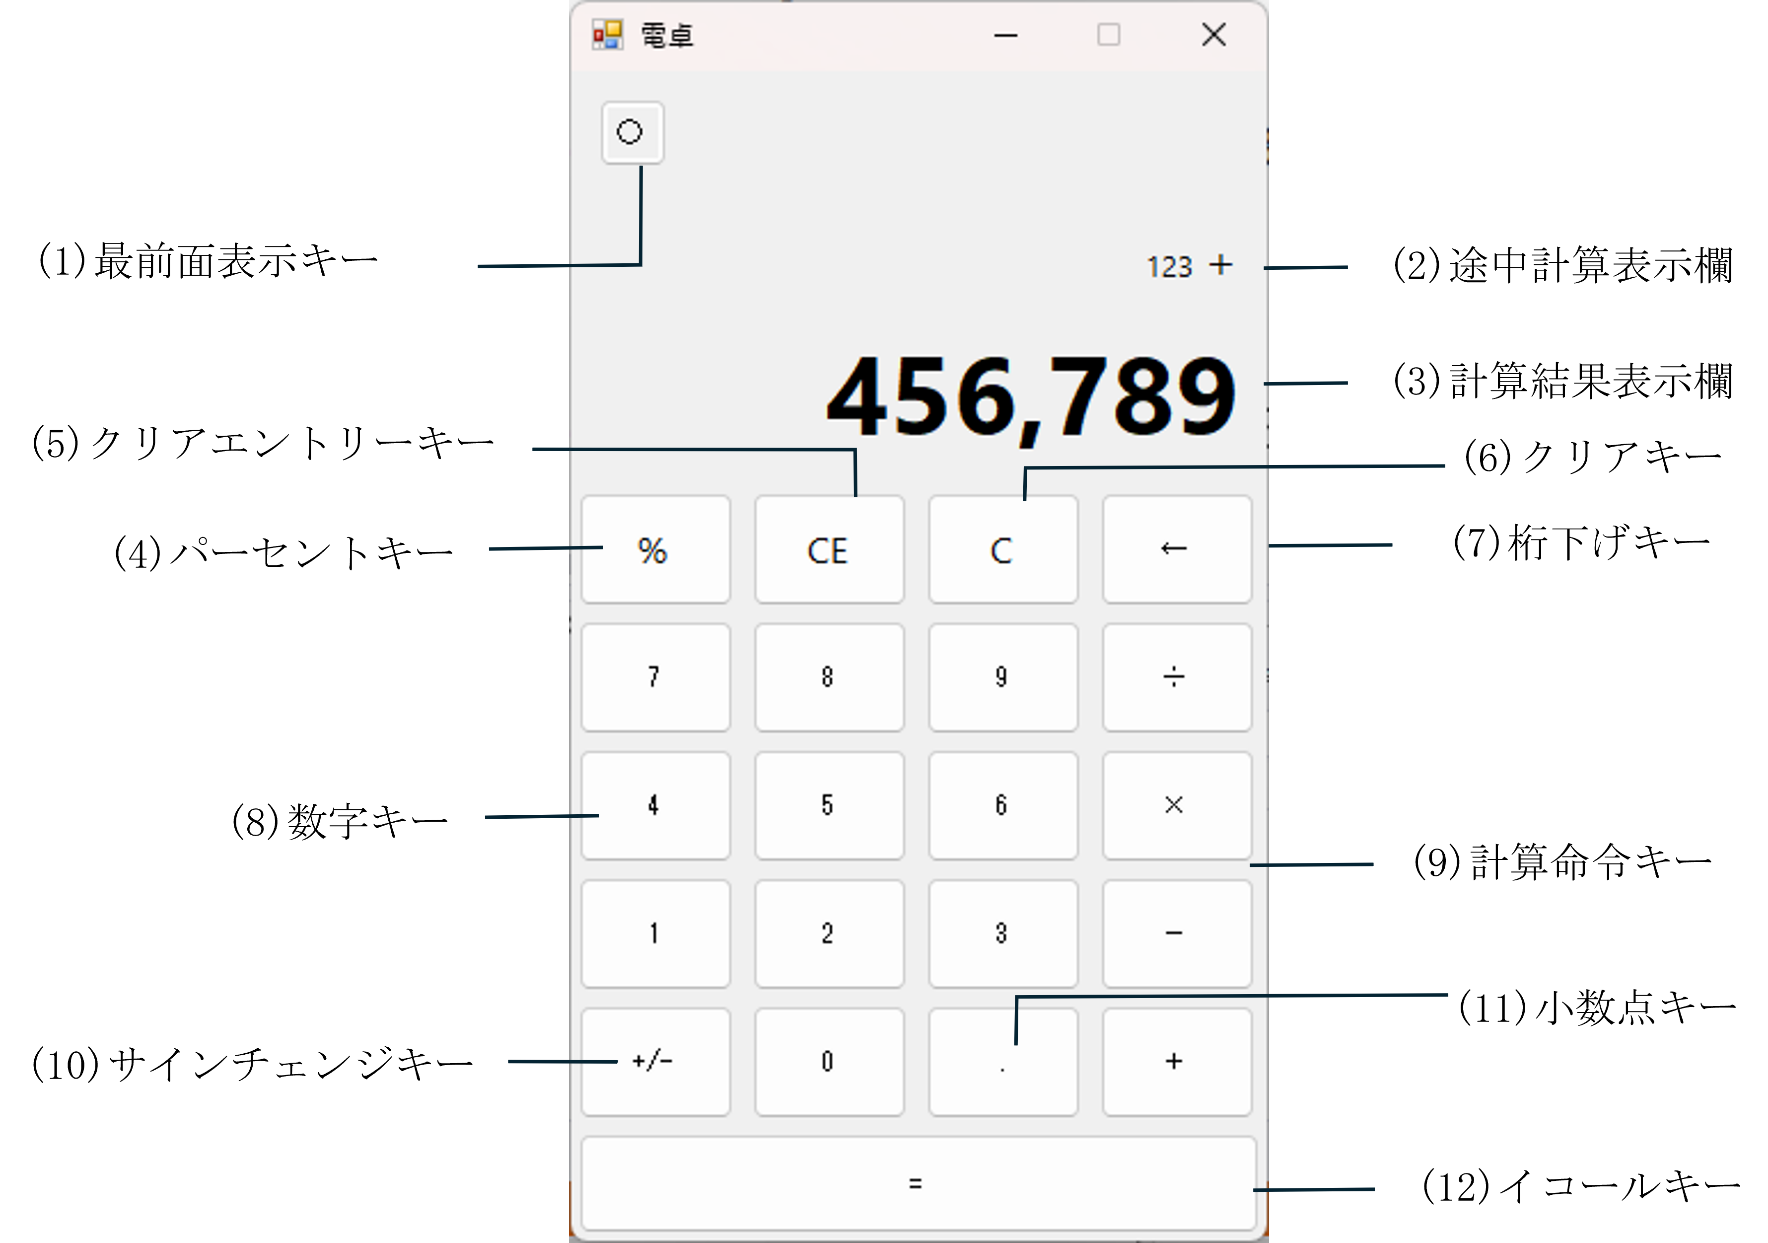 電卓
○
(1)最前面表示キー
123 +
(2)途中計算表示欄
456,789
(3)計算結果表示欄
(5)クリアエントリーキー
(6)クリアキー
(4)パーセントキー
% CE C ←
(7)桁下げキー
7 8 9 ÷
4 5 6 ×
(8)数字キー
(9)計算命令キー
1 2 3 −
(11)小数点キー
+/- 0 . +
(10)サインチェンジキー
=
(12)イコールキー